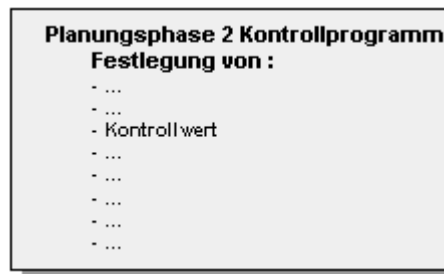 Planungsphase 2 Kontrollprogramm
Festlegung von :
- ...
- ...
- Kontrollwert
- ...
- ...
- ...
- ...
- ...